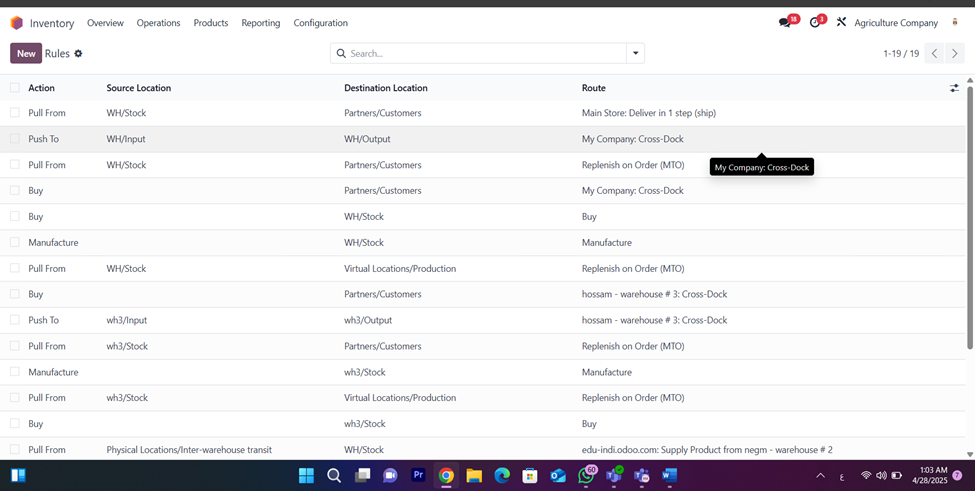 Inventory Overview Operations Products Reporting Configuration 18 3 Agriculture Company
New Rules Search... 1-19 / 19
Action Source Location Destination Location Route
Pull From WH/Stock Partners/Customers Main Store: Deliver in 1 step (ship)
Push To WH/Input WH/Output My Company: Cross-Dock
Pull From WH/Stock Partners/Customers Replenish on Order (MTO)
My Company: Cross-Dock
Buy Partners/Customers My Company: Cross-Dock
Buy WH/Stock Buy
Manufacture WH/Stock Manufacture
Pull From WH/Stock Virtual Locations/Production Replenish on Order (MTO)
Buy Partners/Customers hossam - warehouse # 3: Cross-Dock
Push To wh3/Input wh3/Output hossam - warehouse # 3: Cross-Dock
Pull From wh3/Stock Partners/Customers Replenish on Order (MTO)
Manufacture wh3/Stock Manufacture
Pull From wh3/Stock Virtual Locations/Production Replenish on Order (MTO)
Buy wh3/Stock Buy
Pull From Physical Locations/Inter-warehouse transit WH/Stock edu-indi.odoo.com: Supply Product from negm - warehouse # 2
Pr 60 ع 1:03 AM
4/28/2025 7